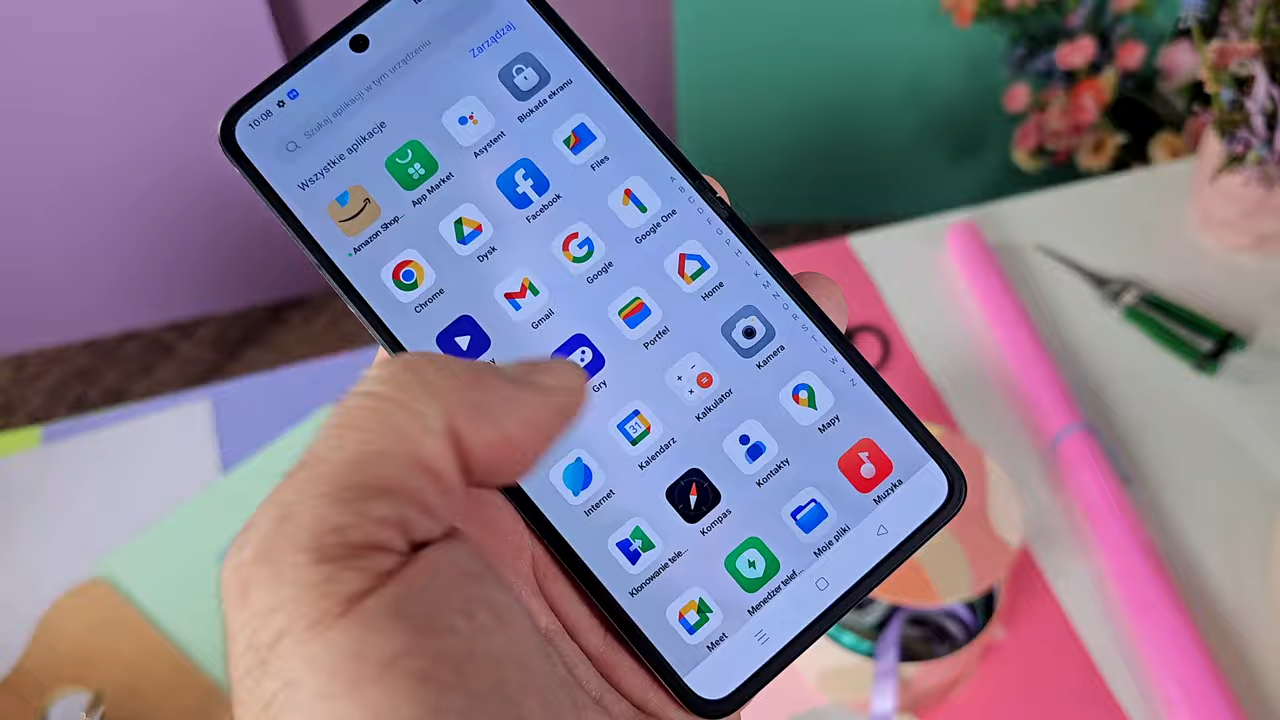 10:08
Szukaj aplikacji w tym urządzeniu
Zarządzaj
Wszystkie aplikacje
Amazon Shop...
App Market
Asystent
Blokada ekranu
Chrome
Dysk
Facebook
Files
Gmail
Google
Google One
Gry
Portfel
Home
Internet
Kalendarz
31
Kalkulator
Kamera
Klonowanie tele...
Kompas
Kontakty
Mapy
Meet
Menedżer telef...
Moje pliki
Muzyka
A
B
C
D
F
G
H
I
K
M
N
O
R
S
T
U
W
Y
Z